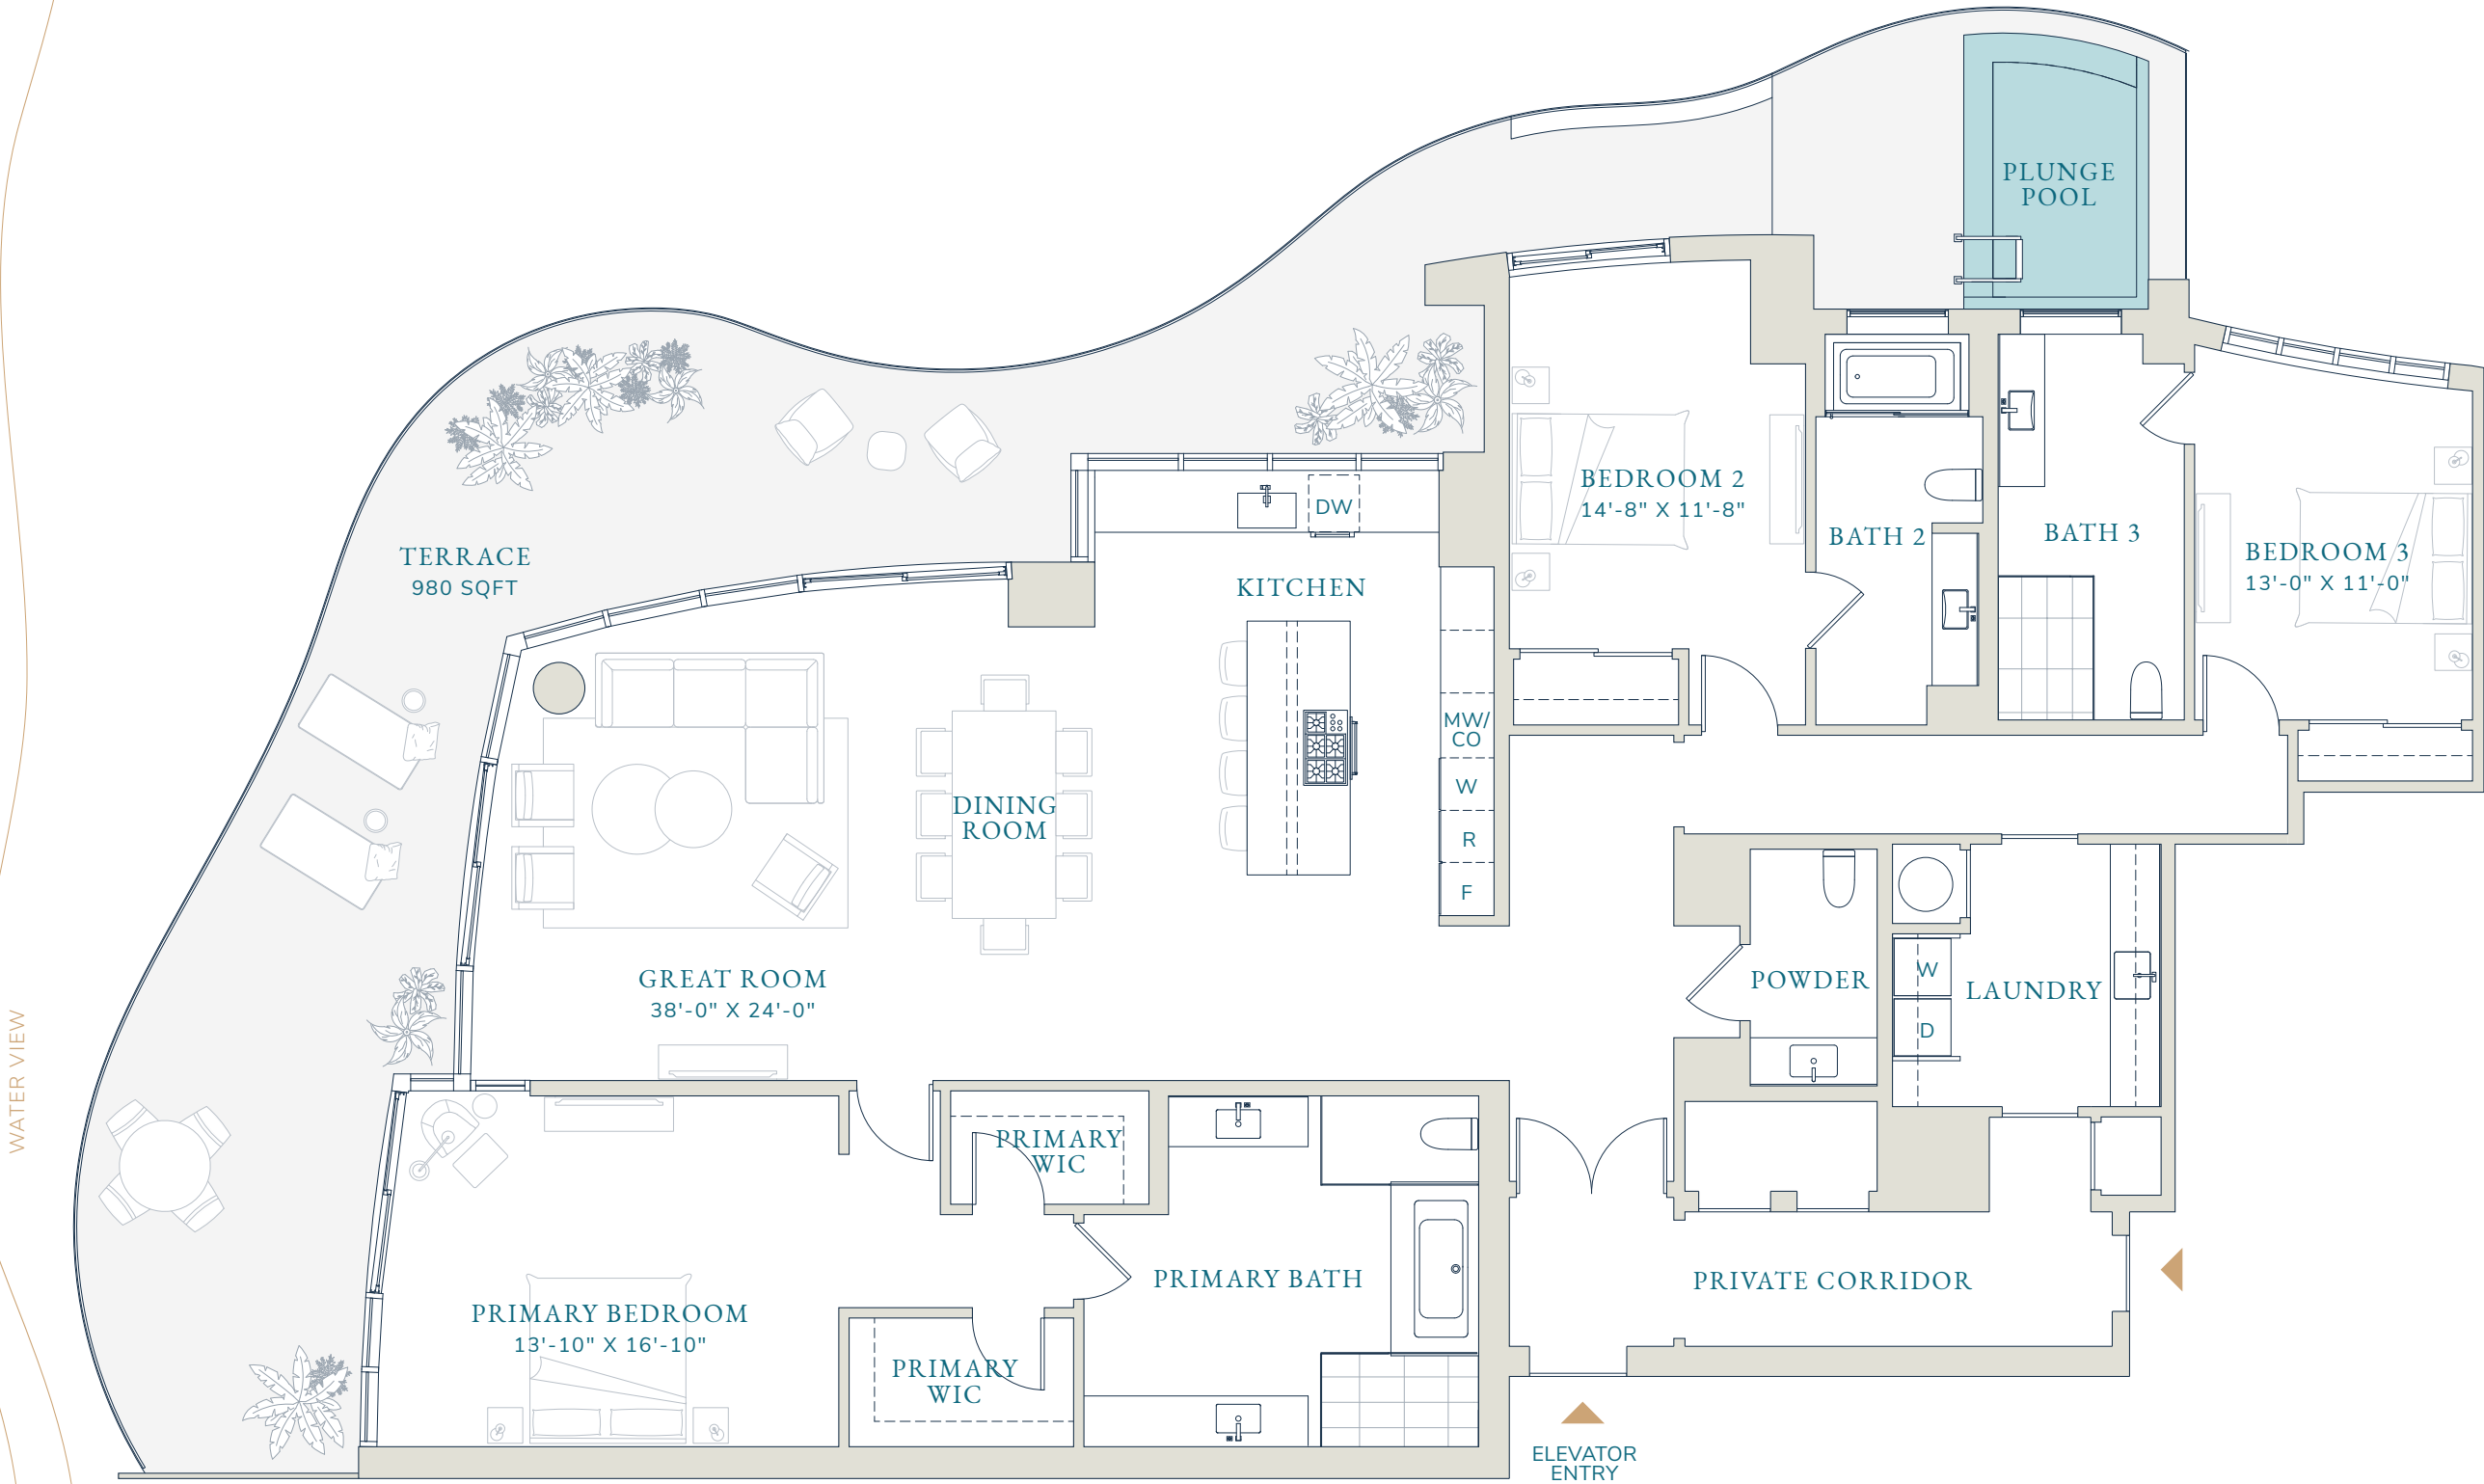 PLUNGE
POOL
BEDROOM 2
14'-8" X 11'-8"
BATH 2
BATH 3
BEDROOM 3
13'-0" X 11'-0"
TERRACE
980 SQFT
DW
KITCHEN
MW/
CO
W
R
F
DINING
ROOM
GREAT ROOM
38'-0" X 24'-0"
POWDER
W
D
LAUNDRY
WATER VIEW
PRIMARY
WIC
PRIMARY BATH
PRIVATE CORRIDOR
PRIMARY BEDROOM
13'-10" X 16'-10"
PRIMARY
WIC
ELEVATOR
ENTRY